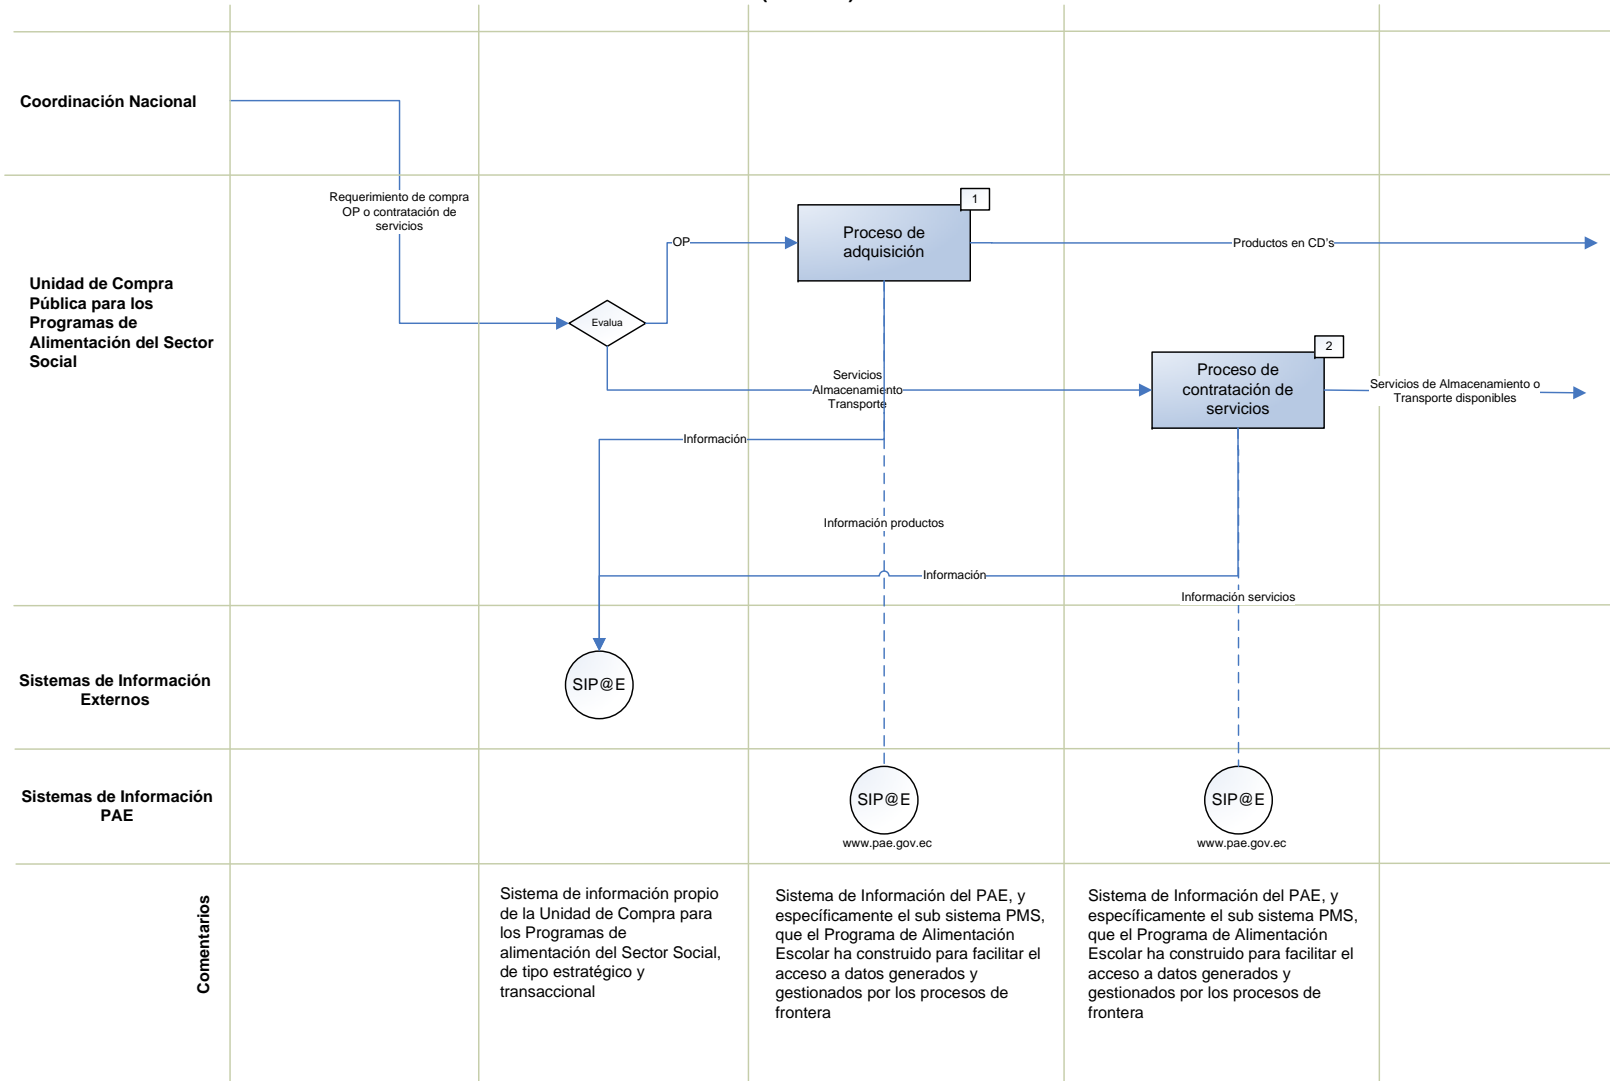 Coordinación Nacional
Requerimiento de compra
OP o contratación de
servicios
1
Proceso de
adquisición
OP
Productos en CD's
Unidad de Compra
Pública para los
Programas de
Alimentación del Sector
Social
Evalua
2
Proceso de
contratación de
servicios
Servicios
Almacenamiento
Transporte
Servicios de Almacenamiento o
Transporte disponibles
Información
Información productos
Información
Información servicios
Sistemas de Información
Externos
SIP@E
Sistemas de Información
PAE
SIP@E
www.pae.gov.ec
SIP@E
www.pae.gov.ec
Comentarios
Sistema de información propio
de la Unidad de Compra para
los Programas de
alimentación del Sector Social,
de tipo estratégico y
transaccional
Sistema de Información del PAE, y
específicamente el sub sistema PMS,
que el Programa de Alimentación
Escolar ha construido para facilitar el
acceso a datos generados y
gestionados por los procesos de
frontera
Sistema de Información del PAE, y
específicamente el sub sistema PMS,
que el Programa de Alimentación
Escolar ha construido para facilitar el
acceso a datos generados y
gestionados por los procesos de
frontera